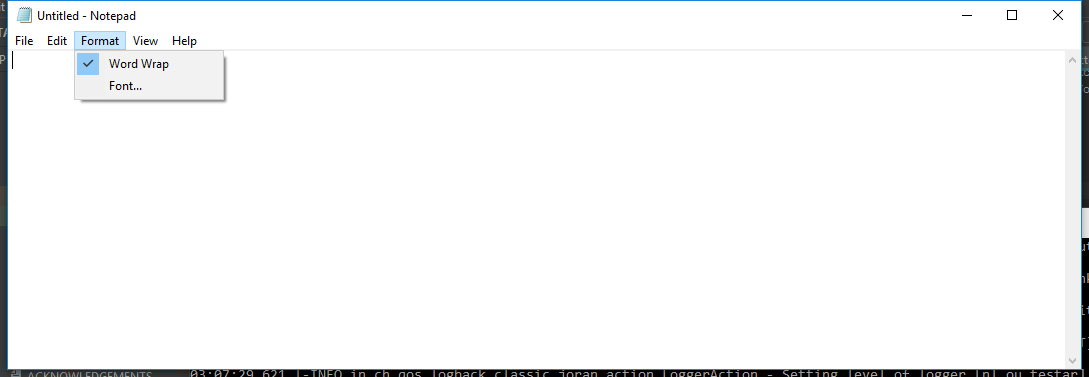 Untitled - Notepad
File Edit Format View Help
Word Wrap
Font...
ACKNOWLEDGEMENTS 03:07:29,621 |-INFO in ch.qos.logback.classic.joran.action.LoggerAction - Setting level of logger [nl.ou.testar